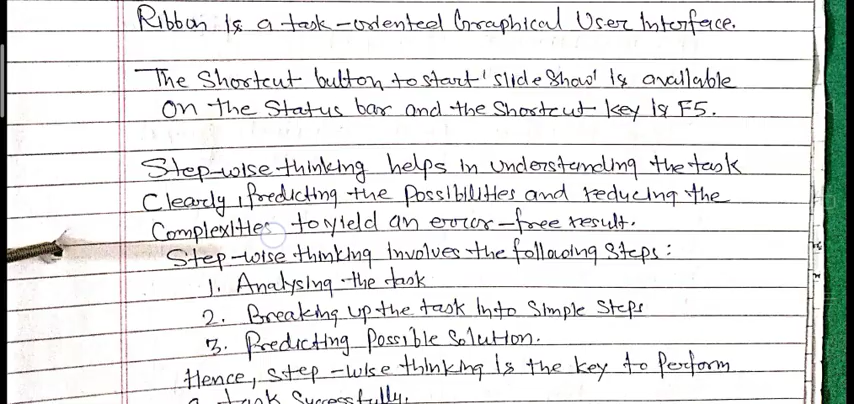 Ribbon is a task-oriented Graphical User Interface.
The Shortcut button to start 'slide show' is available
on the Status bar and the Shortcut key is F5.
Step-wise thinking helps in understanding the task
Clearly, predicting the possibilities and reducing the
Complexities to yield an error-free result.
Step-wise thinking involves the following steps:
1. Analysing the task
2. Breaking up the task into simple steps
3. Predicting Possible Solution.
Hence, step-wise thinking is the key to perform
a task successfully.